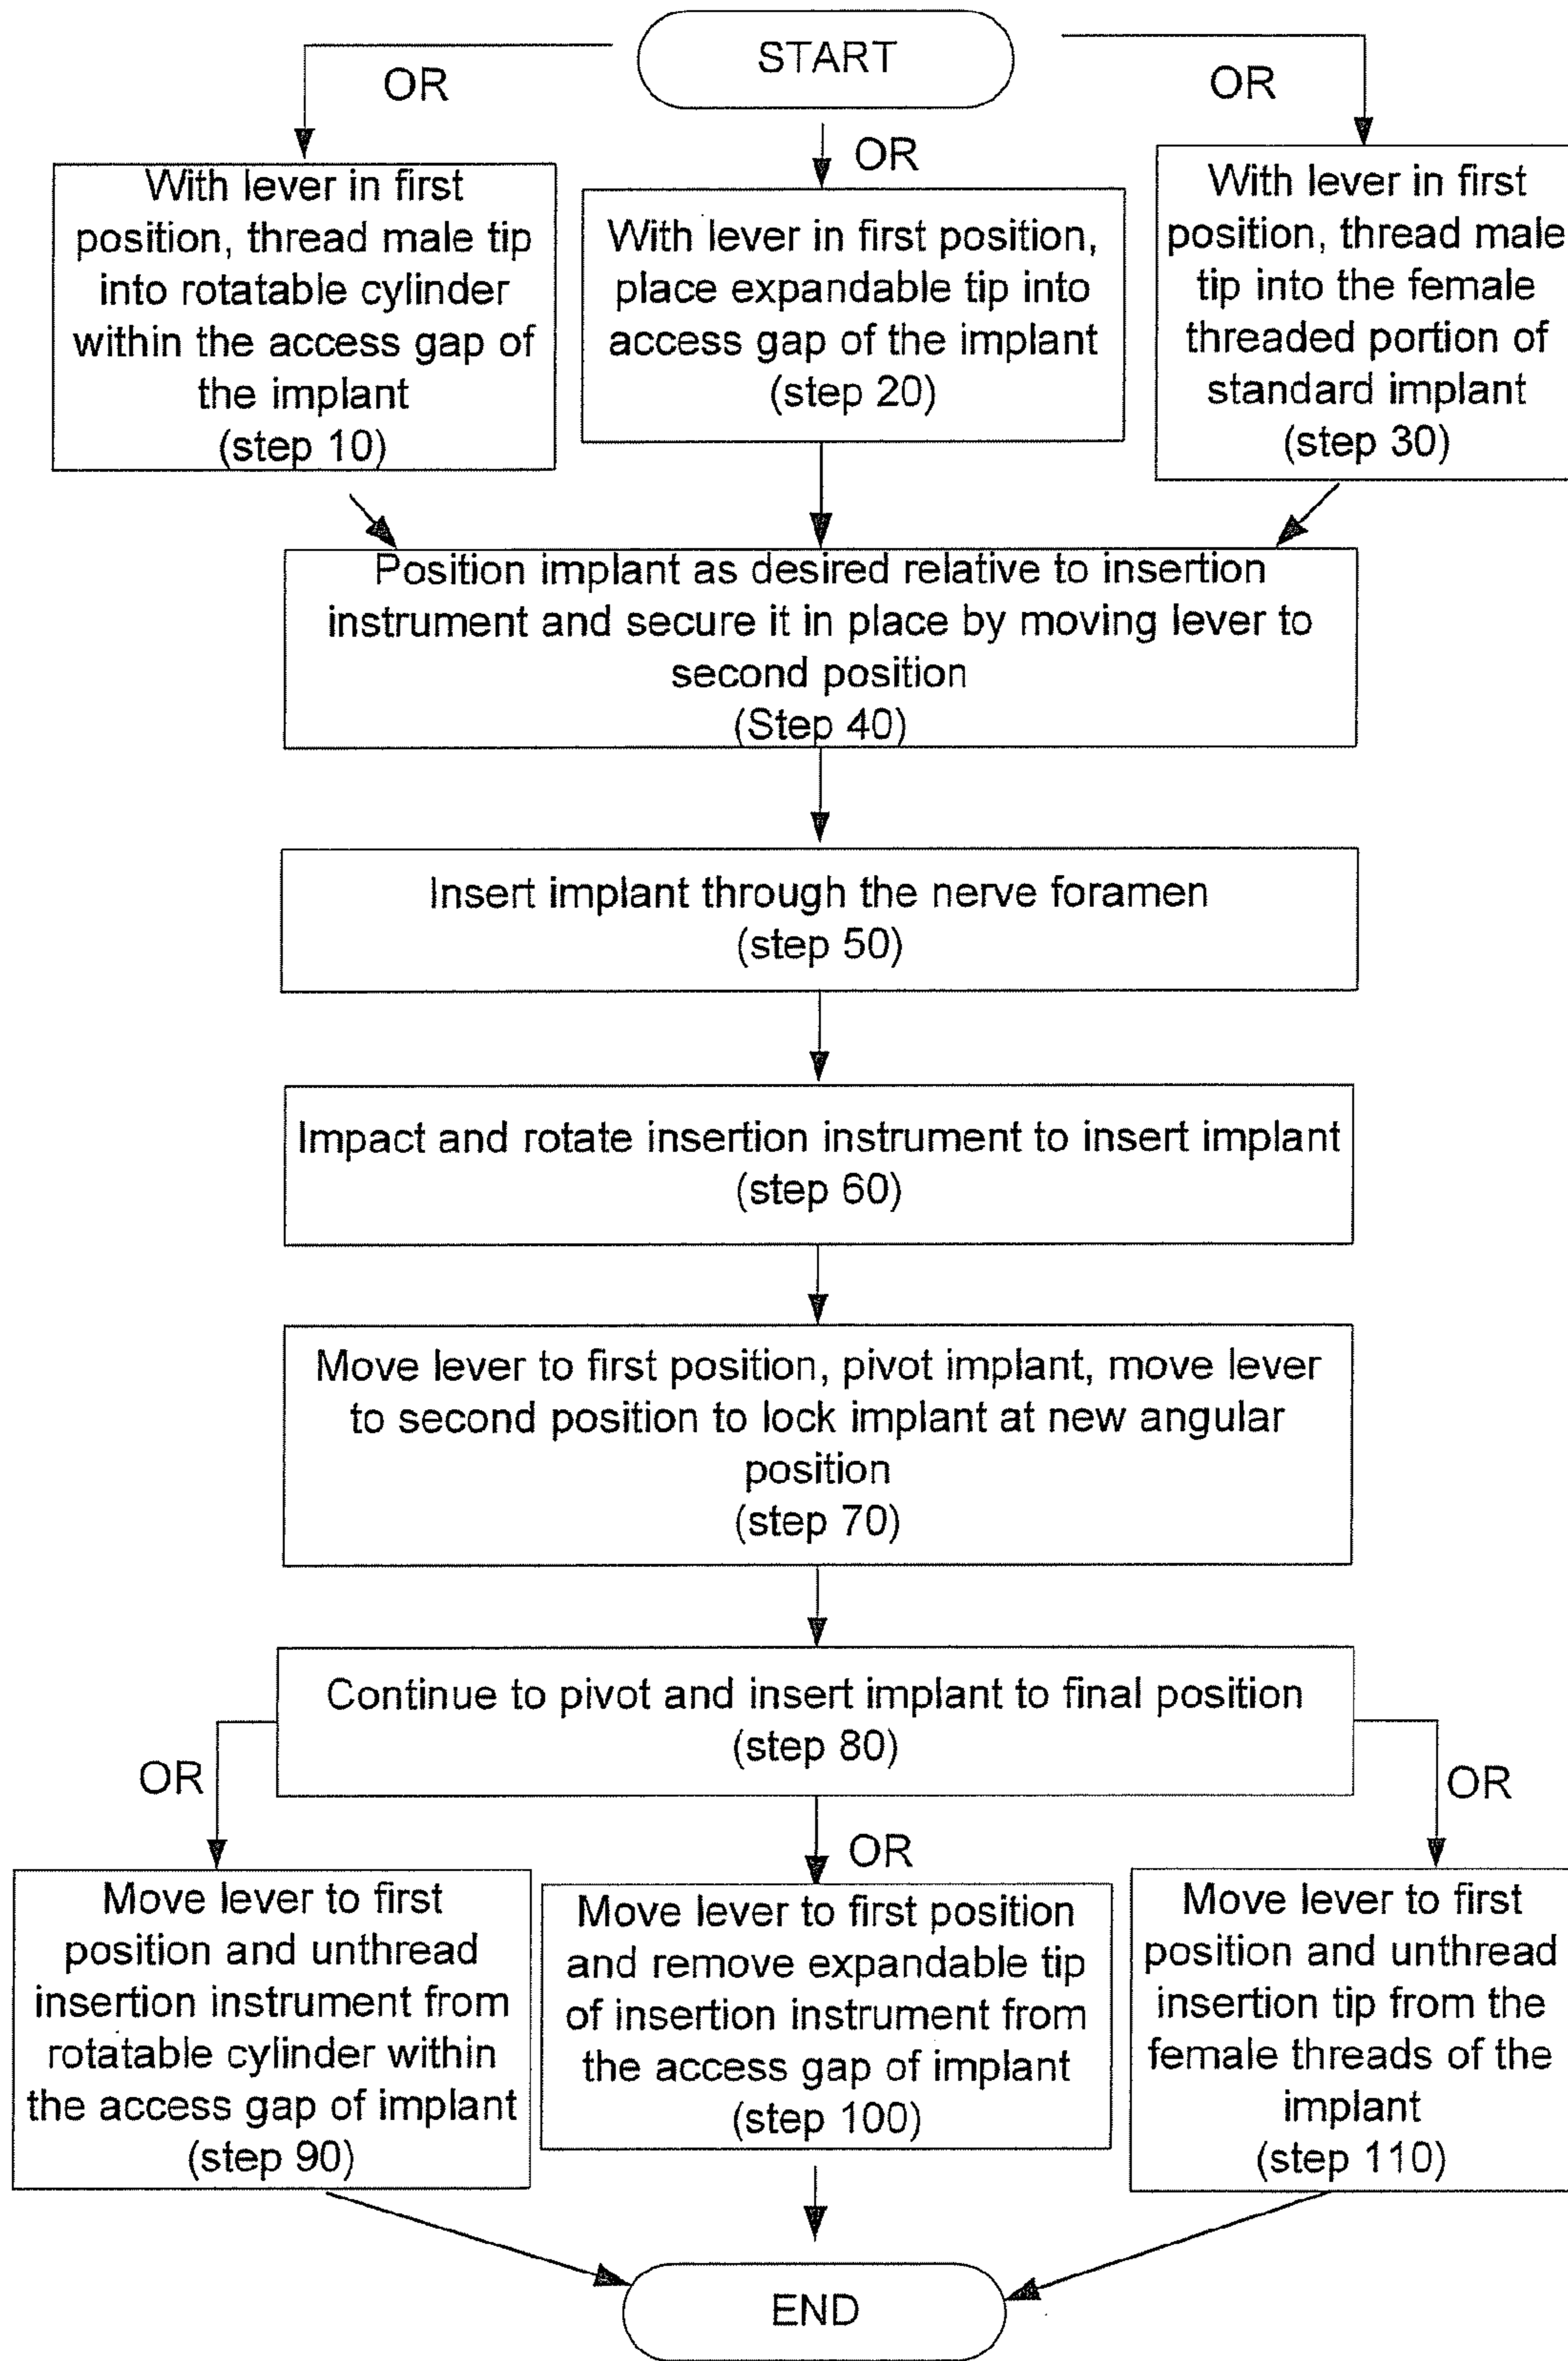 START
OR
OR
OR
With lever in first
position, thread male tip
into rotatable cylinder
within the access gap of
the implant
(step 10)
With lever in first position,
place expandable tip into
access gap of the implant
(step 20)
With lever in first
position, thread male
tip into the female
threaded portion of
standard implant
(step 30)
Position implant as desired relative to insertion
instrument and secure it in place by moving lever to
second position
(Step 40)
Insert implant through the nerve foramen
(step 50)
Impact and rotate insertion instrument to insert implant
(step 60)
Move lever to first position, pivot implant, move lever
to second position to lock implant at new angular
position
(step 70)
Continue to pivot and insert implant to final position
(step 80)
OR
OR
OR
Move lever to first
position and unthread
insertion instrument from
rotatable cylinder within
the access gap of implant
(step 90)
Move lever to first position
and remove expandable tip
of insertion instrument from
the access gap of implant
(step 100)
Move lever to first
position and unthread
insertion tip from the
female threads of the
implant
(step 110)
END